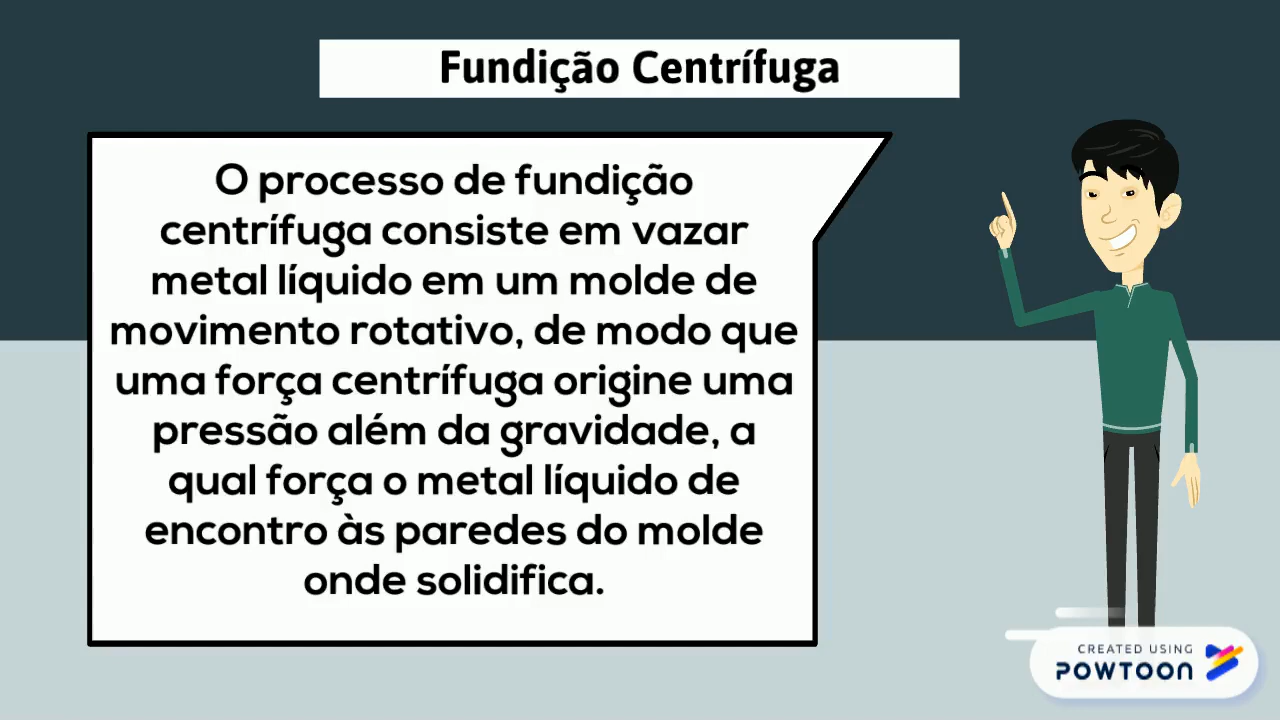 Fundição Centrífuga
O processo de fundição
centrífuga consiste em vazar
metal líquido em um molde de
movimento rotativo, de modo que
uma força centrífuga origine uma
pressão além da gravidade, a
qual força o metal líquido de
encontro às paredes do molde
onde solidifica.
CREATED USING
POWTOON